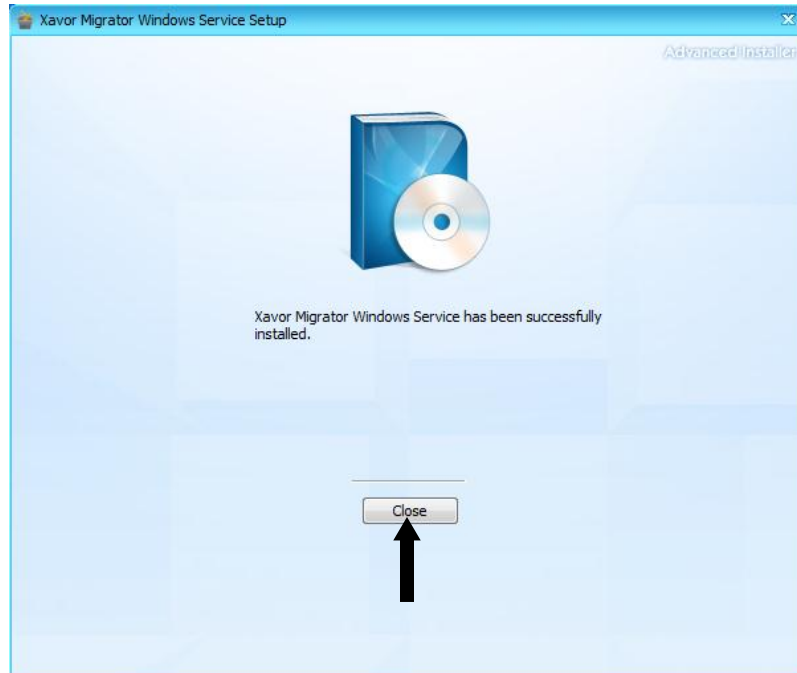 Xavor Migrator Windows Service Setup
Advanced Installer
Xavor Migrator Windows Service has been successfully
installed.
Close